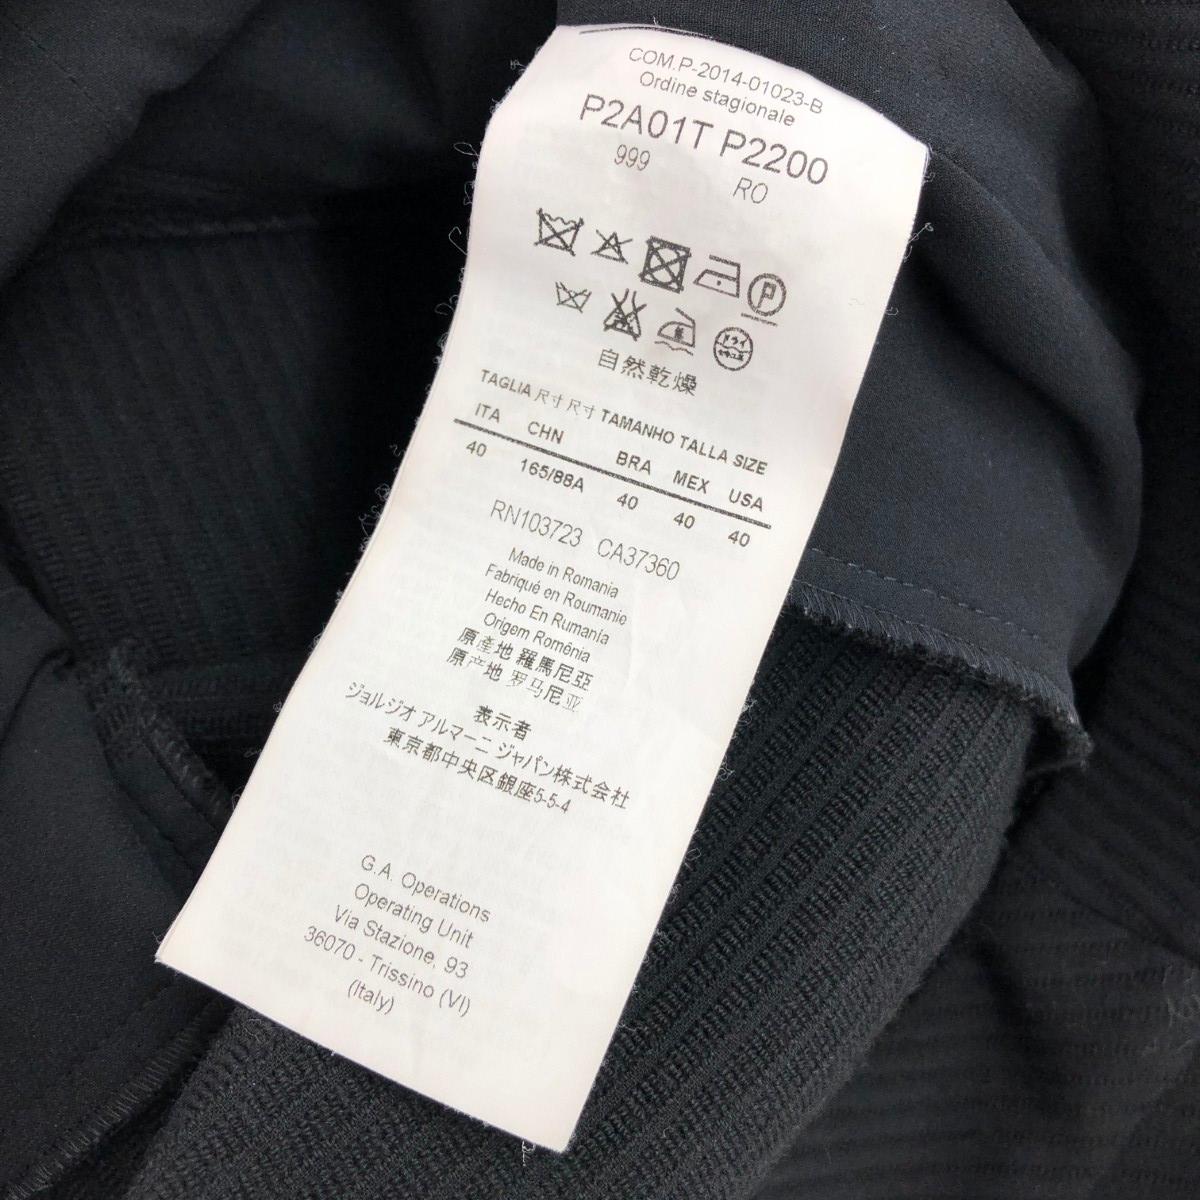 COM.P-2014-01023-B
Ordine stagionale
P2A01T P2200
999 RO
P
ドライ
自然乾燥
TAGLIA 尺寸 尺寸 TAMANHO TALLA SIZE
ITA CHN BRA MEX USA
40 165/88A 40 40 40
RN103723 CA37360
Made in Romania
Fabriqué en Roumanie
Hecho En Rumania
Origem Romênia
原產地 羅馬尼亞
原产地 罗马尼亚
表示者
ジョルジオ アルマーニ ジャパン株式会社
東京都中央区銀座5-5-4
G.A. Operations
Operating Unit
Via Stazione, 93
36070 - Trissino (VI)
(Italy)